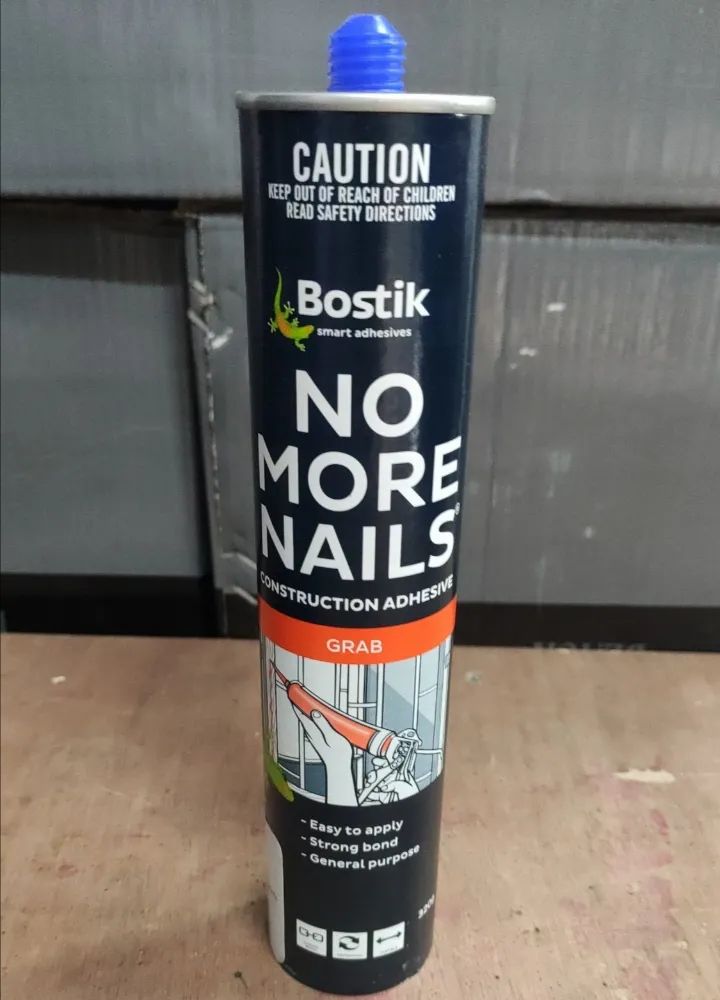 CAUTION
KEEP OUT OF REACH OF CHILDREN
READ SAFETY DIRECTIONS
Bostik
smart adhesives
NO
MORE
NAILS®
CONSTRUCTION ADHESIVE
GRAB
- Easy to apply
- Strong bond
- General purpose
320g